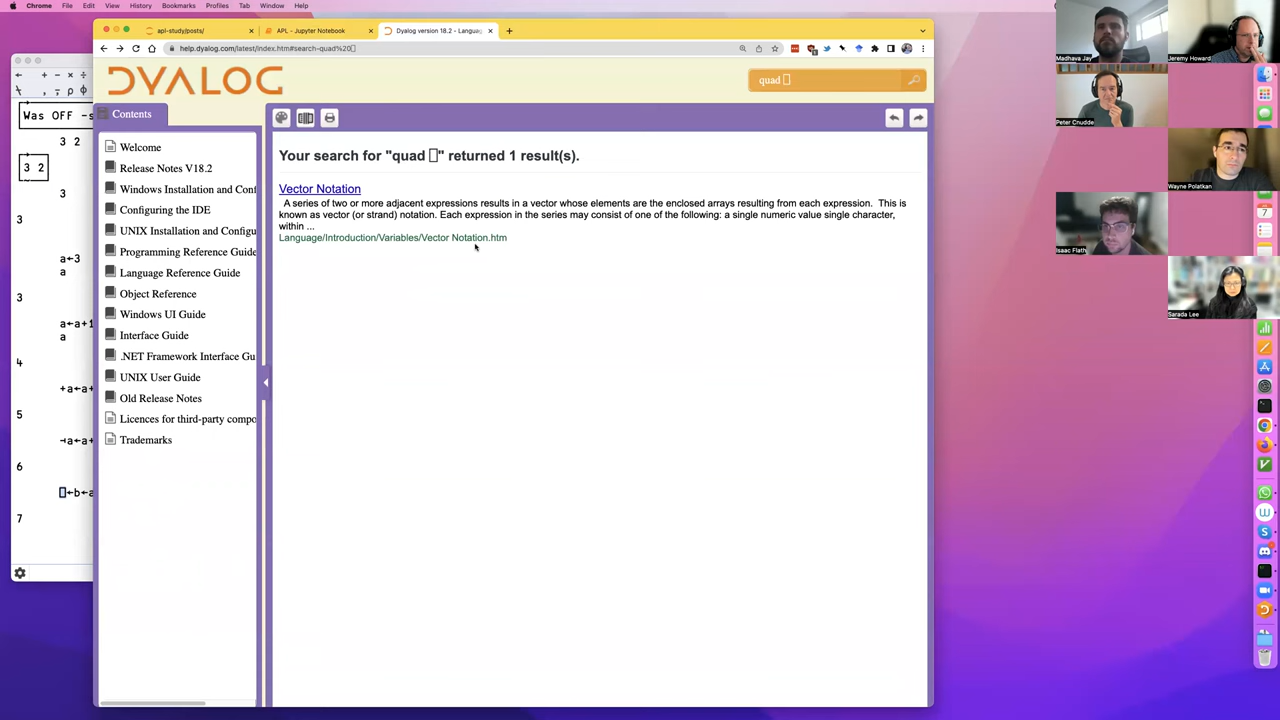 Chrome File Edit View History Bookmarks Profiles Tab Window Help
apl-study/posts/
APL - Jupyter Notebook
Dyalog version 18.2 - Langua
help.dyalog.com/latest/index.htm#search-quad%20⎕
DYALOG
quad ⎕
Contents
Welcome
Release Notes V18.2
Windows Installation and Conf
Configuring the IDE
UNIX Installation and Configu
Programming Reference Guide
Language Reference Guide
Object Reference
Windows UI Guide
Interface Guide
.NET Framework Interface Gu
UNIX User Guide
Old Release Notes
Licences for third-party compo
Trademarks
Your search for "quad ⎕" returned 1 result(s).
Vector Notation
A series of two or more adjacent expressions results in a vector whose elements are the enclosed arrays resulting from each expression. This is
known as vector (or strand) notation. Each expression in the series may consist of one of the following: a single numeric value single character,
within ...
Language/Introduction/Variables/Vector Notation.htm
Was OFF -s
3 2
3 2
3
3
a←3
a
3
a←a+1
a
4
+a←a
5
⊣a←a+
6
⎕←b←a
7
Madhava Jay
Jeremy Howard
Peter Cnudde
Wayne Polatkan
Isaac Flath
Sarada Lee